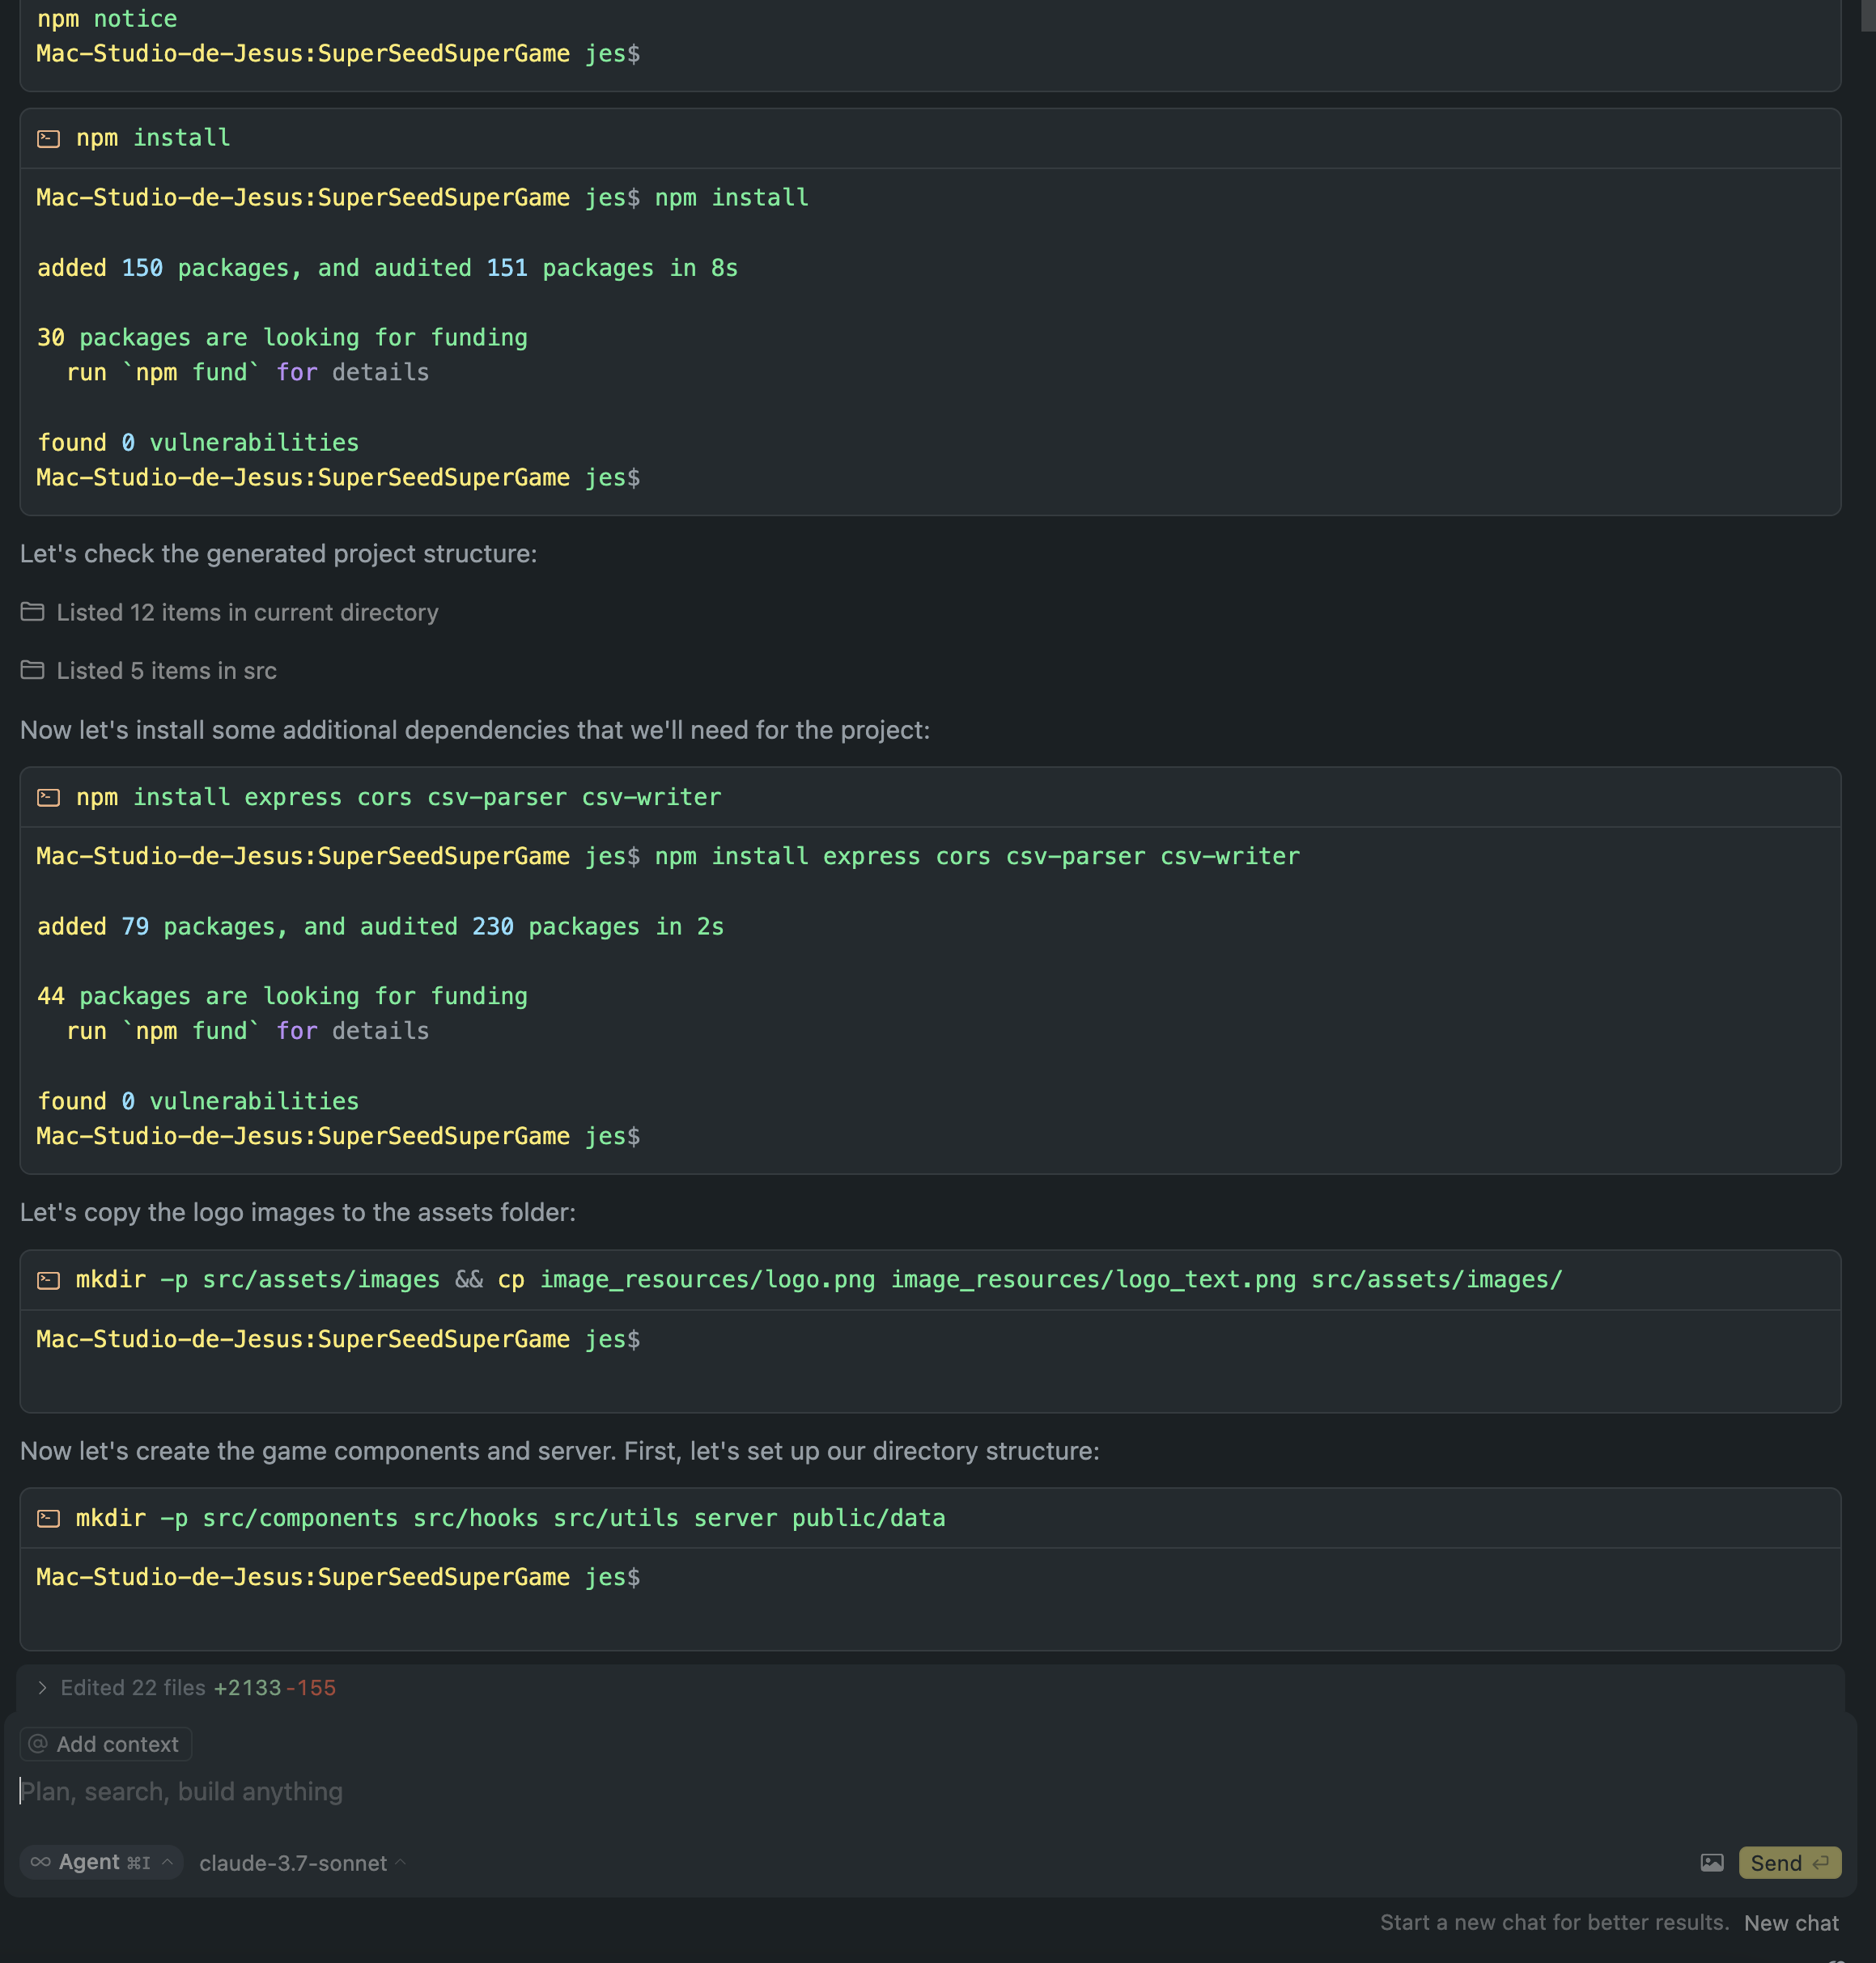 npm notice
Mac-Studio-de-Jesus:SuperSeedSuperGame jes$
npm install
Mac-Studio-de-Jesus:SuperSeedSuperGame jes$ npm install
added 150 packages, and audited 151 packages in 8s
30 packages are looking for funding
  run `npm fund` for details
found 0 vulnerabilities
Mac-Studio-de-Jesus:SuperSeedSuperGame jes$
Let's check the generated project structure:
Listed 12 items in current directory
Listed 5 items in src
Now let's install some additional dependencies that we'll need for the project:
npm install express cors csv-parser csv-writer
Mac-Studio-de-Jesus:SuperSeedSuperGame jes$ npm install express cors csv-parser csv-writer
added 79 packages, and audited 230 packages in 2s
44 packages are looking for funding
  run `npm fund` for details
found 0 vulnerabilities
Mac-Studio-de-Jesus:SuperSeedSuperGame jes$
Let's copy the logo images to the assets folder:
mkdir -p src/assets/images && cp image_resources/logo.png image_resources/logo_text.png src/assets/images/
Mac-Studio-de-Jesus:SuperSeedSuperGame jes$
Now let's create the game components and server. First, let's set up our directory structure:
mkdir -p src/components src/hooks src/utils server public/data
Mac-Studio-de-Jesus:SuperSeedSuperGame jes$
Edited 22 files +2133 -155
@ Add context
Plan, search, build anything
∞ Agent ⌘I claude-3.7-sonnet Send ⏎
Start a new chat for better results. New chat